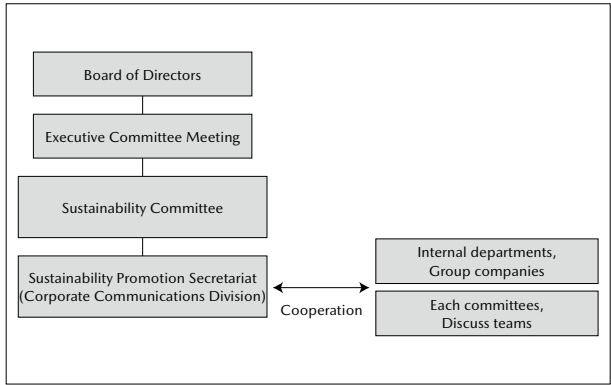 Board of Directors
Executive Committee Meeting
Sustainability Committee
Sustainability Promotion Secretariat
(Corporate Communications Division)
Cooperation
Internal departments,
Group companies
Each committees,
Discuss teams